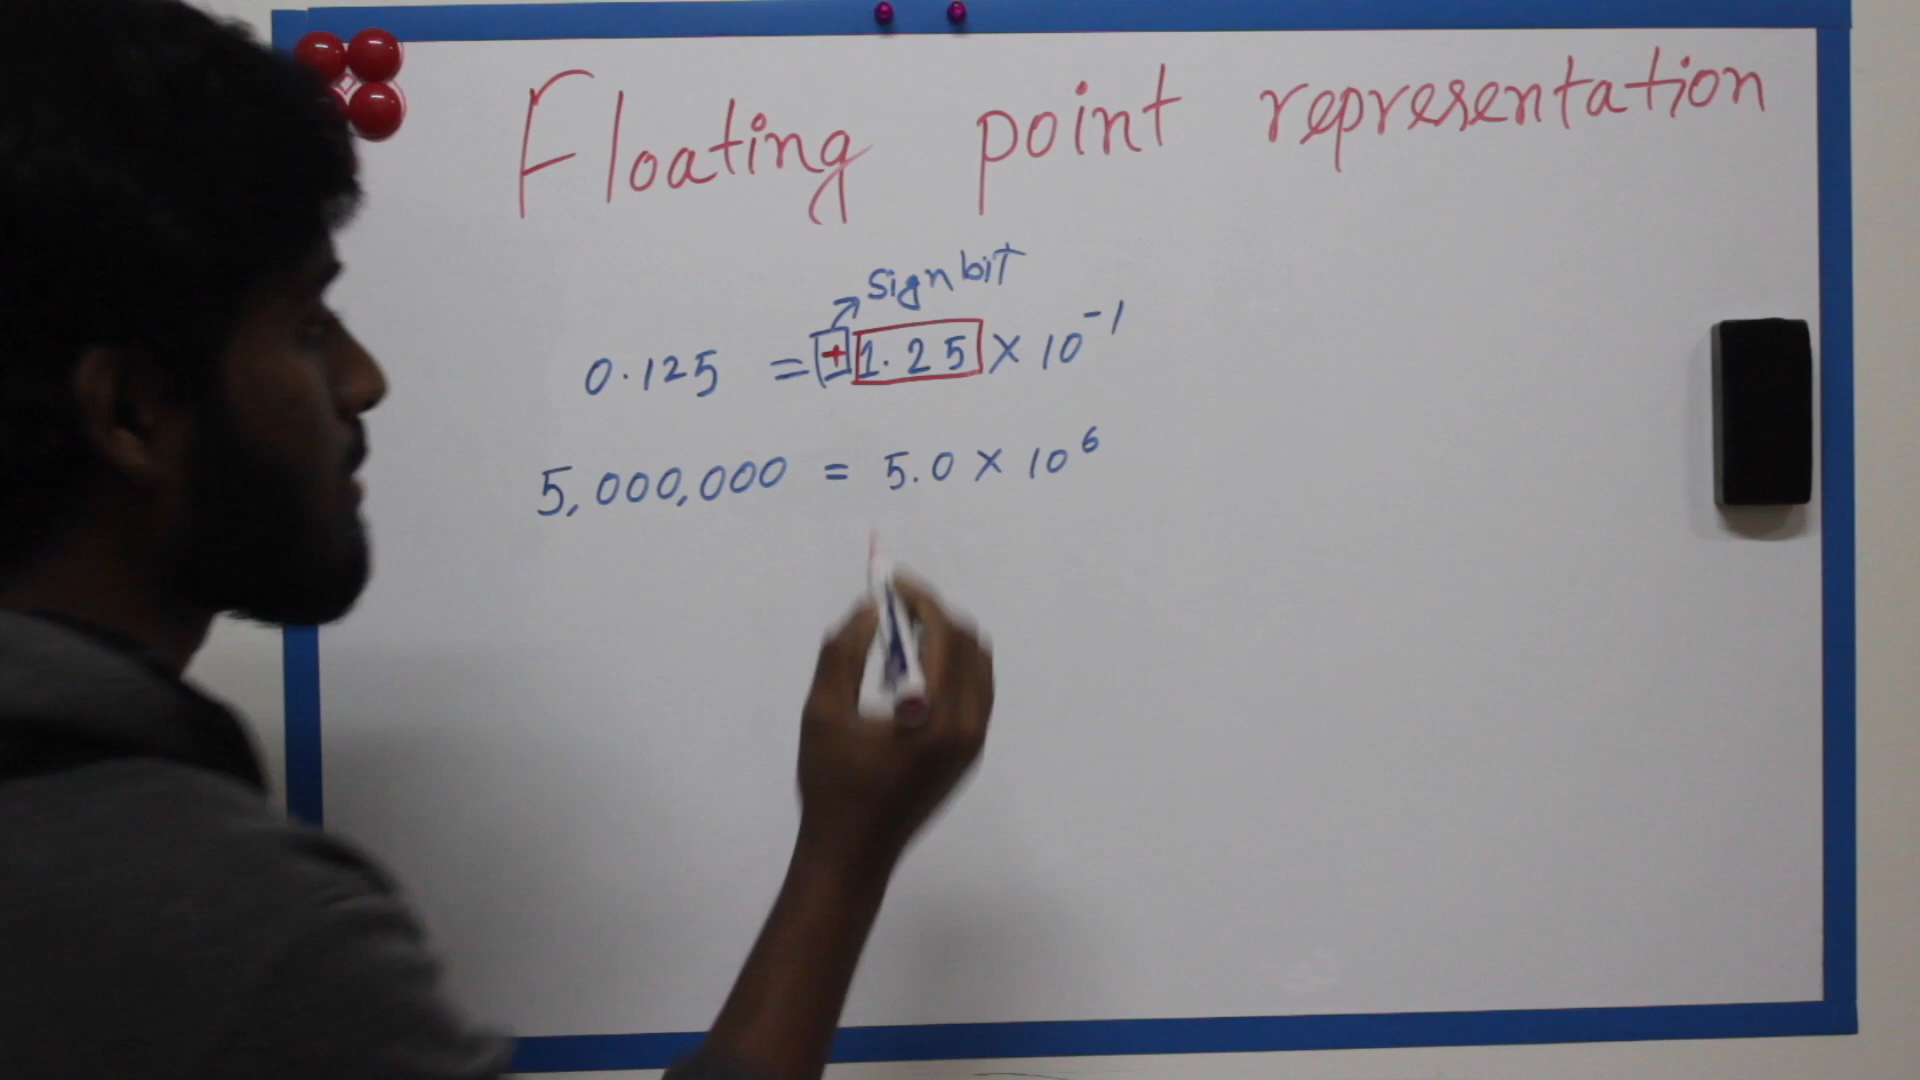 Floating point representation
Sign bit
0.125 = + 1.25 × 10⁻¹
5,000,000 = 5.0 × 10⁶